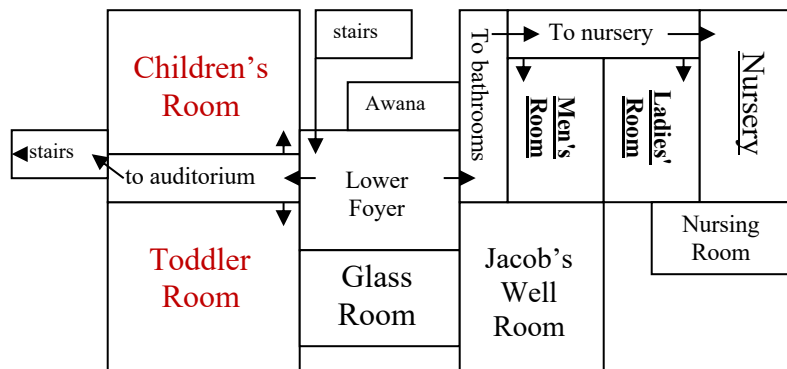 Children’s
Room
stairs
Awana
To bathrooms
To nursery
Men's
Room
Ladies'
Room
Nursery
stairs
to auditorium
Lower
Foyer
Toddler
Room
Glass
Room
Jacob’s
Well
Room
Nursing
Room